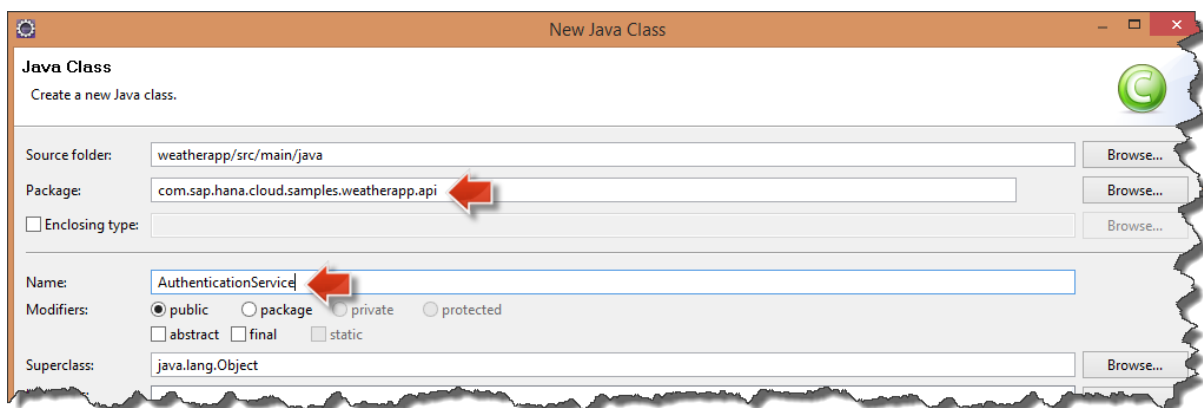 New Java Class
Java Class
Create a new Java class.
C
Source folder: weatherapp/src/main/java Browse...
Package: com.sap.hana.cloud.samples.weatherapp.api Browse...
Enclosing type: Browse...
Name: AuthenticationService
Modifiers: public package private protected
abstract final static
Superclass: java.lang.Object Browse...